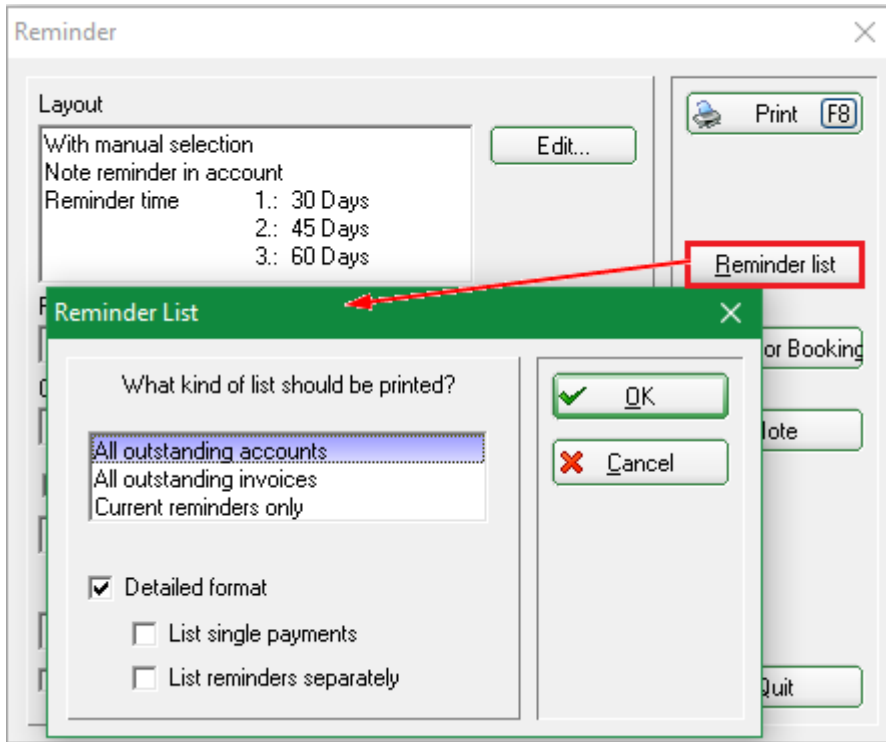 Reminder
Layout
With manual selection
Note reminder in account
Reminder time 1.: 30 Days
2.: 45 Days
3.: 60 Days
Edit...
Print F8
Reminder list
or Booking
Quit
Reminder List
What kind of list should be printed?
All outstanding accounts
All outstanding invoices
Current reminders only
Detailed format
List single payments
List reminders separately
OK
Cancel